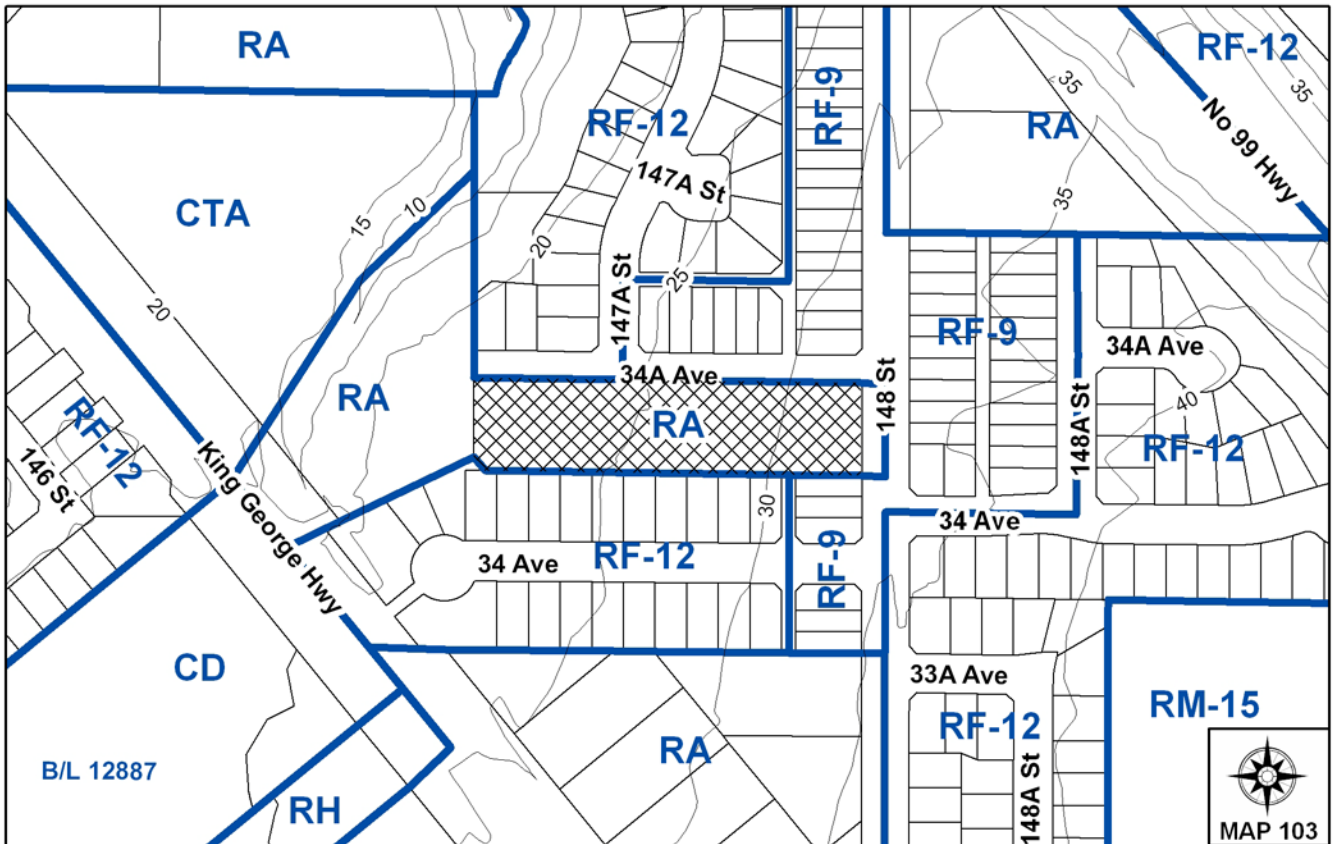 RA
RF-12
35
35
No 99 Hwy
RF-12
RF-9
RA
147A St
CTA
15
10
20
35
20
147A St
25
RF-9
34A Ave
148A St
RA
34A Ave
148 St
RA
40
RF-12
RF-12
146 St
King George Hwy
30
34 Ave
34 Ave
RF-12
RF-9
CD
33A Ave
RF-12
RM-15
RA
148A St
B/L 12887
RH
MAP 103